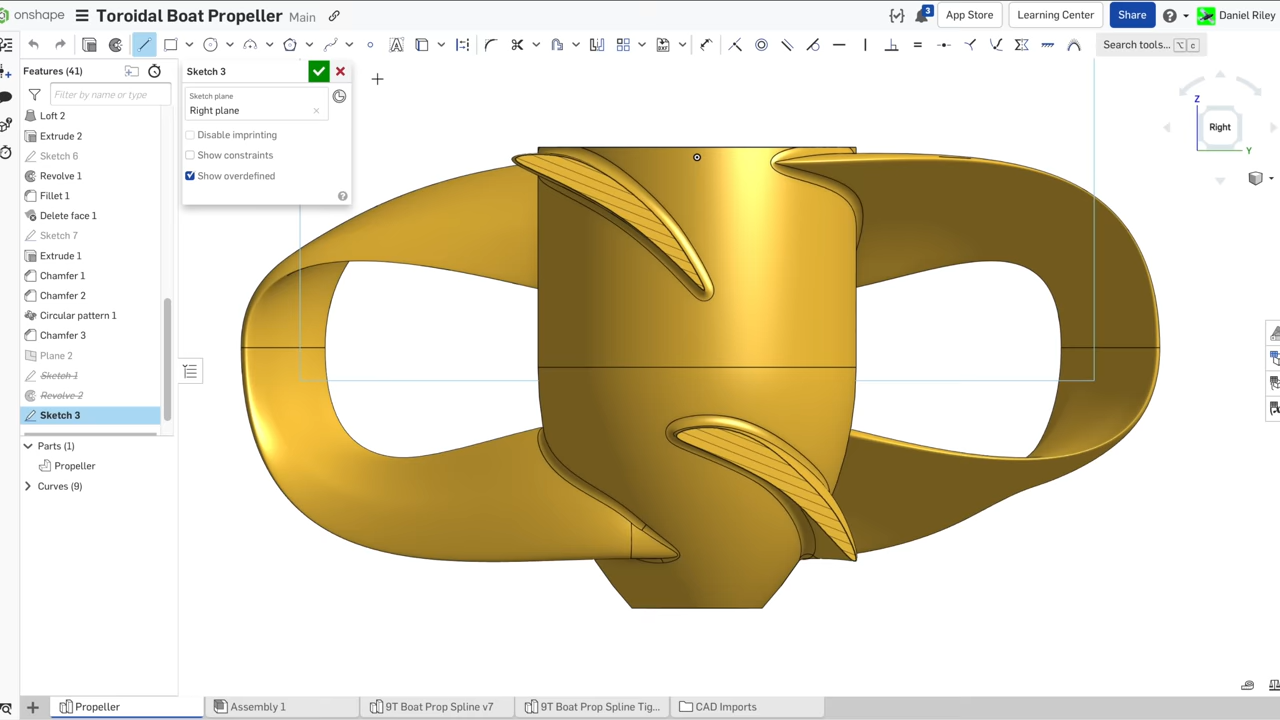 onshape
Toroidal Boat Propeller Main
3
App Store
Learning Center
Share
Daniel Riley
Search tools...
⌥ c
Features (41)
Filter by name or type
Loft 2
Extrude 2
Sketch 6
Revolve 1
Fillet 1
Delete face 1
Sketch 7
Extrude 1
Chamfer 1
Chamfer 2
Circular pattern 1
Chamfer 3
Plane 2
Sketch 1
Revolve 2
Sketch 3
Parts (1)
Propeller
Curves (9)
Sketch 3
Sketch plane
Right plane
Disable imprinting
Show constraints
Show overdefined
Z
Right
Y
Propeller
Assembly 1
9T Boat Prop Spline v7
9T Boat Prop Spline Tig...
CAD Imports